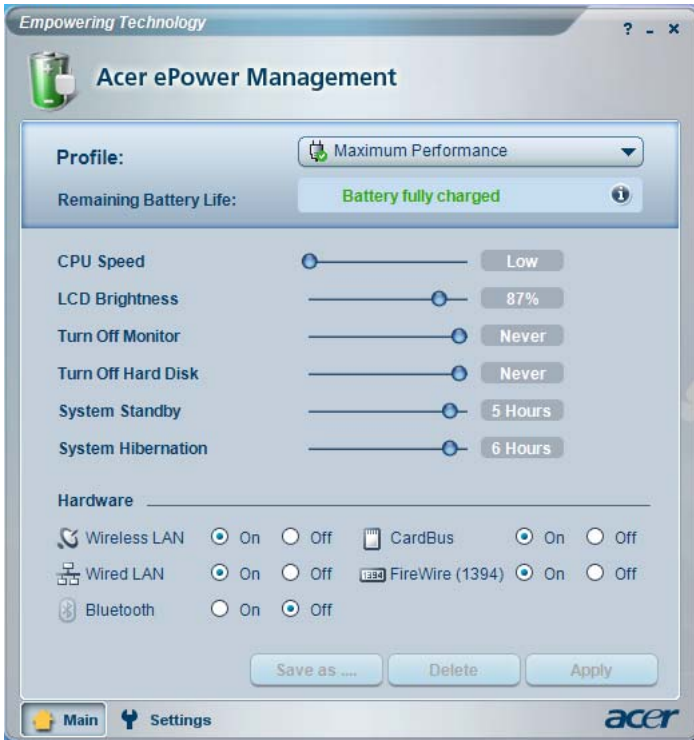 Empowering Technology
? - ×
Acer ePower Management
Profile: Maximum Performance
Remaining Battery Life: Battery fully charged
CPU Speed Low
LCD Brightness 87%
Turn Off Monitor Never
Turn Off Hard Disk Never
System Standby 5 Hours
System Hibernation 6 Hours
Hardware
Wireless LAN On Off CardBus On Off
Wired LAN On Off 1394 FireWire (1394) On Off
Bluetooth On Off
Save as .... Delete Apply
Main Settings acer